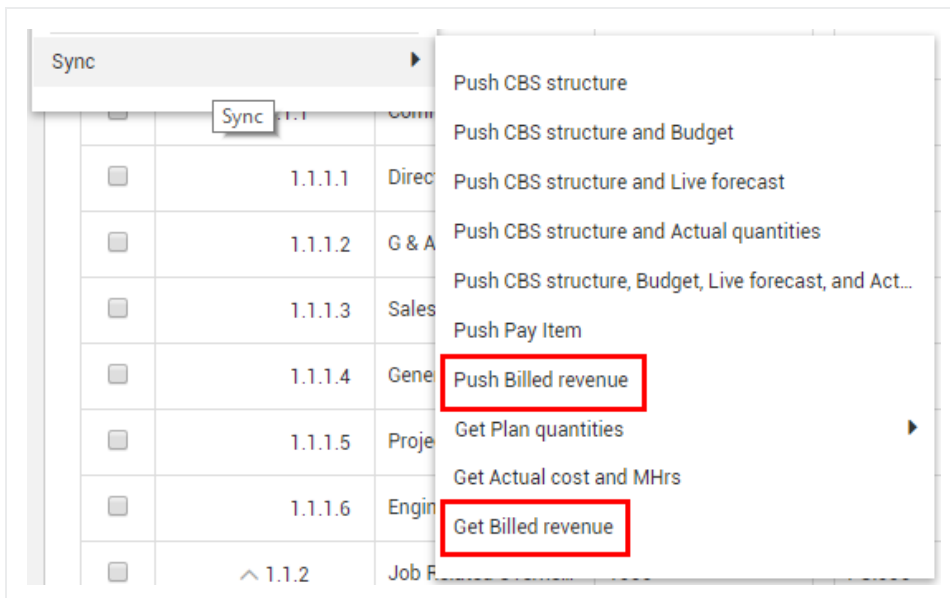 Sync
Sync
Push CBS structure
Push CBS structure and Budget
Push CBS structure and Live forecast
Push CBS structure and Actual quantities
Push CBS structure, Budget, Live forecast, and Act...
Push Pay Item
Push Billed revenue
Get Plan quantities
Get Actual cost and MHrs
Get Billed revenue
1.1.1.1 Direc
1.1.1.2 G & A
1.1.1.3 Sales
1.1.1.4 Gene
1.1.1.5 Proje
1.1.1.6 Engin
1.1.2 Job R